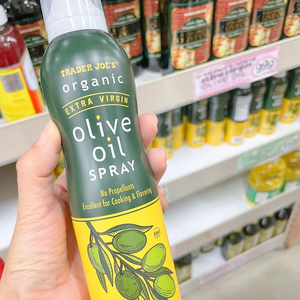 TRADER JOE'S®
organic
EXTRA VIRGIN
olive
oil
SPRAY
No Propellants
Excellent for Cooking & Flavoring